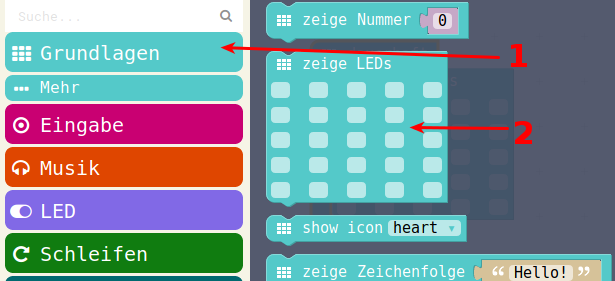 Suche...
Grundlagen
Mehr
Eingabe
Musik
LED
Schleifen
zeige Nummer 0
zeige LEDs
show icon heart
zeige Zeichenfolge “ Hello! ”
1
2